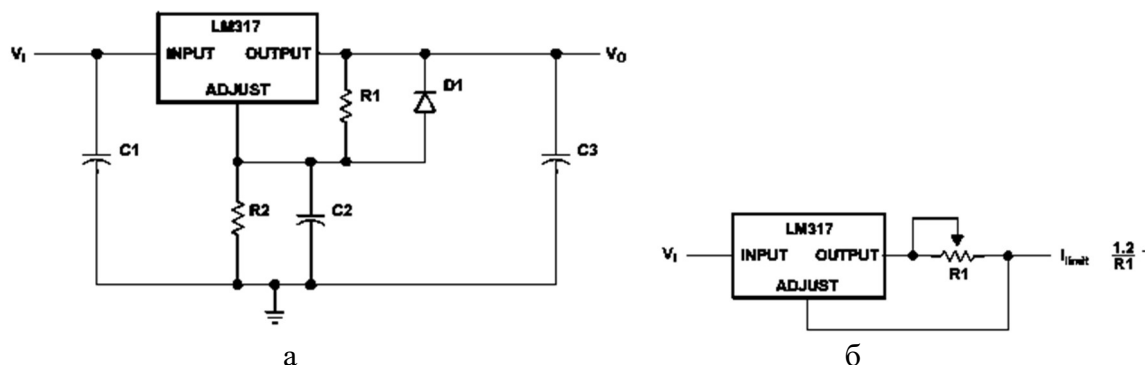 LM317
V_I INPUT OUTPUT V_O
ADJUST
R1
D1
C1
C3
R2
C2
а
LM317
V_I INPUT OUTPUT I_limit 1.2/R1
R1
ADJUST
б